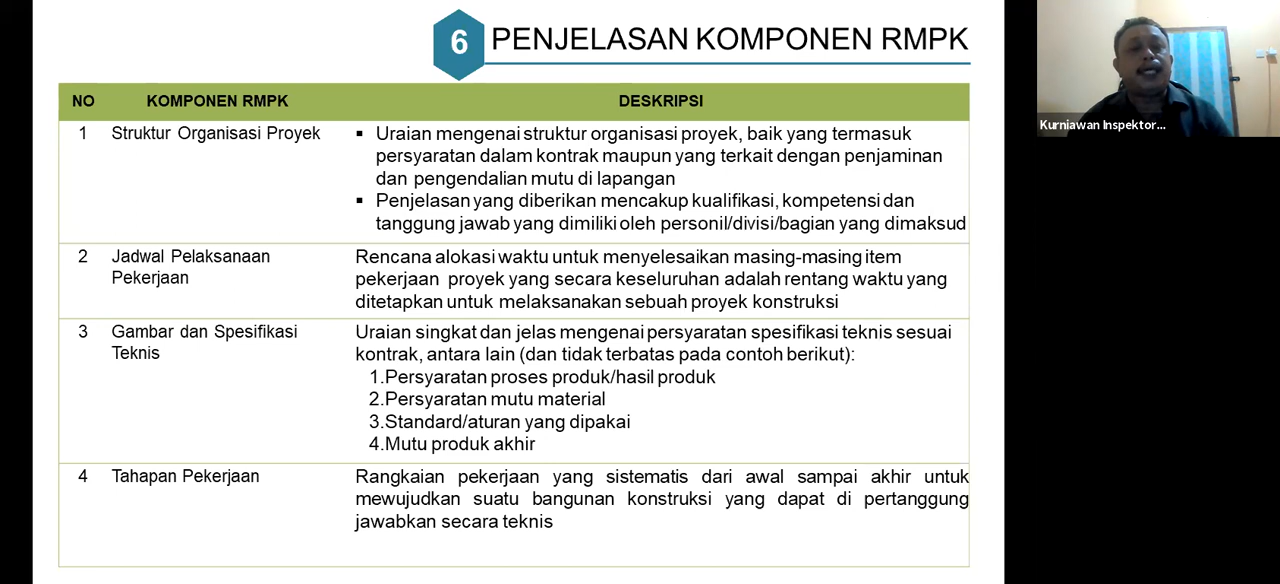 6 PENJELASAN KOMPONEN RMPK
NO KOMPONEN RMPK DESKRIPSI
1 Struktur Organisasi Proyek
▪ Uraian mengenai struktur organisasi proyek, baik yang termasuk
persyaratan dalam kontrak maupun yang terkait dengan penjaminan
dan pengendalian mutu di lapangan
▪ Penjelasan yang diberikan mencakup kualifikasi, kompetensi dan
tanggung jawab yang dimiliki oleh personil/divisi/bagian yang dimaksud
2 Jadwal Pelaksanaan
Pekerjaan
Rencana alokasi waktu untuk menyelesaikan masing-masing item
pekerjaan proyek yang secara keseluruhan adalah rentang waktu yang
ditetapkan untuk melaksanakan sebuah proyek konstruksi
3 Gambar dan Spesifikasi
Teknis
Uraian singkat dan jelas mengenai persyaratan spesifikasi teknis sesuai
kontrak, antara lain (dan tidak terbatas pada contoh berikut):
1.Persyaratan proses produk/hasil produk
2.Persyaratan mutu material
3.Standard/aturan yang dipakai
4.Mutu produk akhir
4 Tahapan Pekerjaan
Rangkaian pekerjaan yang sistematis dari awal sampai akhir untuk
mewujudkan suatu bangunan konstruksi yang dapat di pertanggung
jawabkan secara teknis
Kurniawan Inspektor...